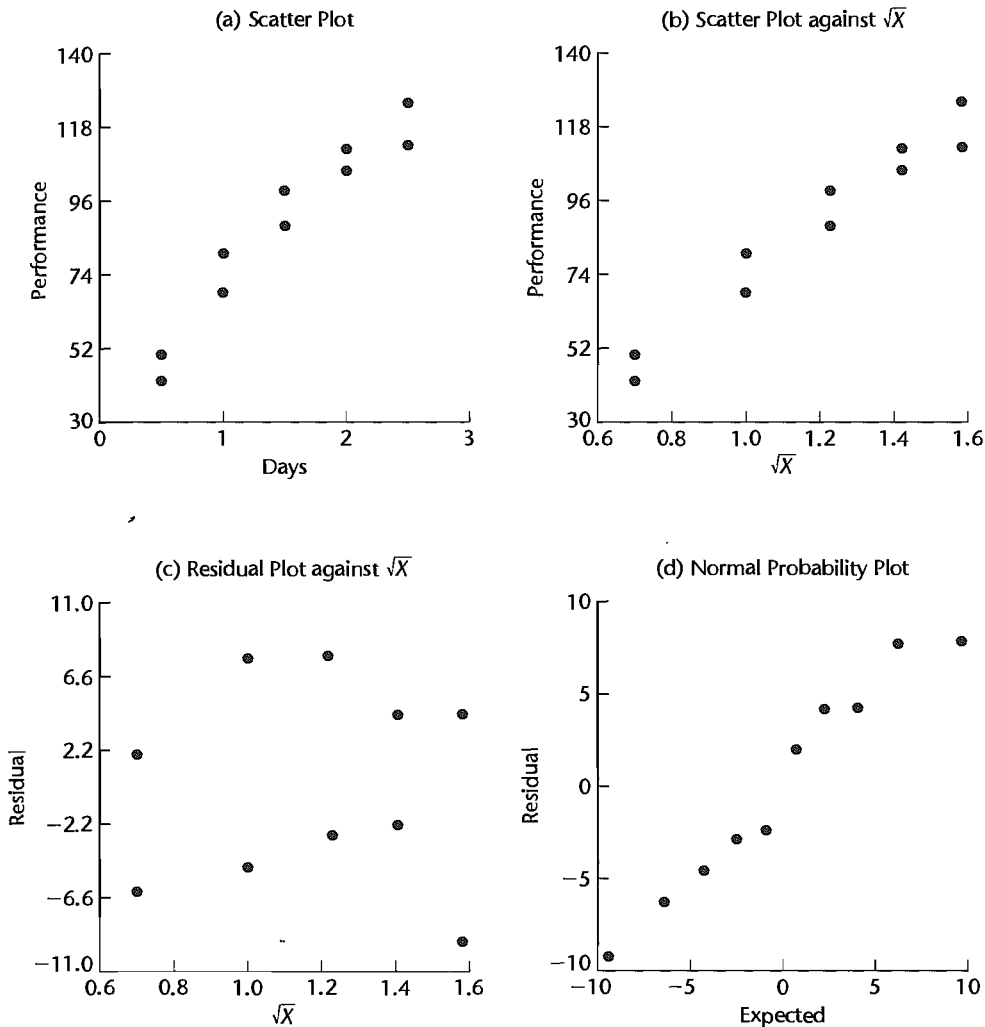 (a) Scatter Plot
140
118
96
74
52
30
Performance
0 1 2 3
Days
(b) Scatter Plot against √X
140
118
96
74
52
30
Performance
0.6 0.8 1.0 1.2 1.4 1.6
√X
(c) Residual Plot against √X
11.0
6.6
2.2
−2.2
−6.6
−11.0
Residual
0.6 0.8 1.0 1.2 1.4 1.6
√X
(d) Normal Probability Plot
10
5
0
−5
−10
Residual
−10 −5 0 5 10
Expected